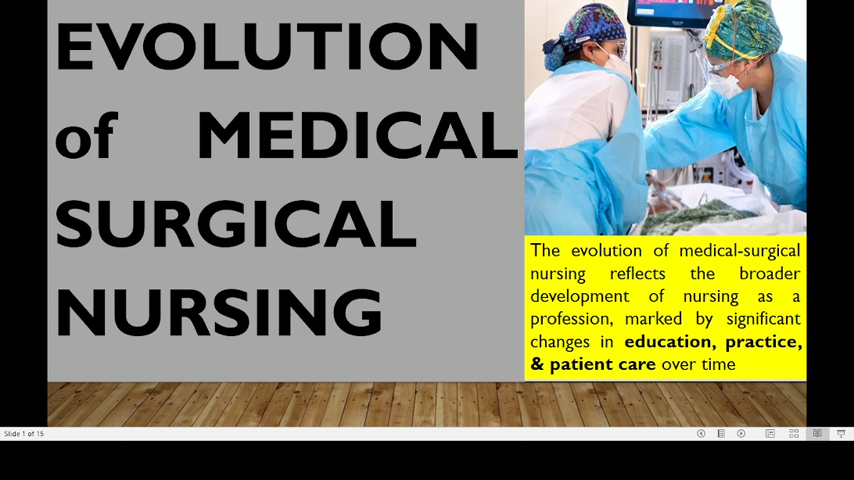 EVOLUTION
of MEDICAL
SURGICAL
NURSING
The evolution of medical-surgical
nursing reflects the broader
development of nursing as a
profession, marked by significant
changes in education, practice,
& patient care over time
Slide 1 of 15